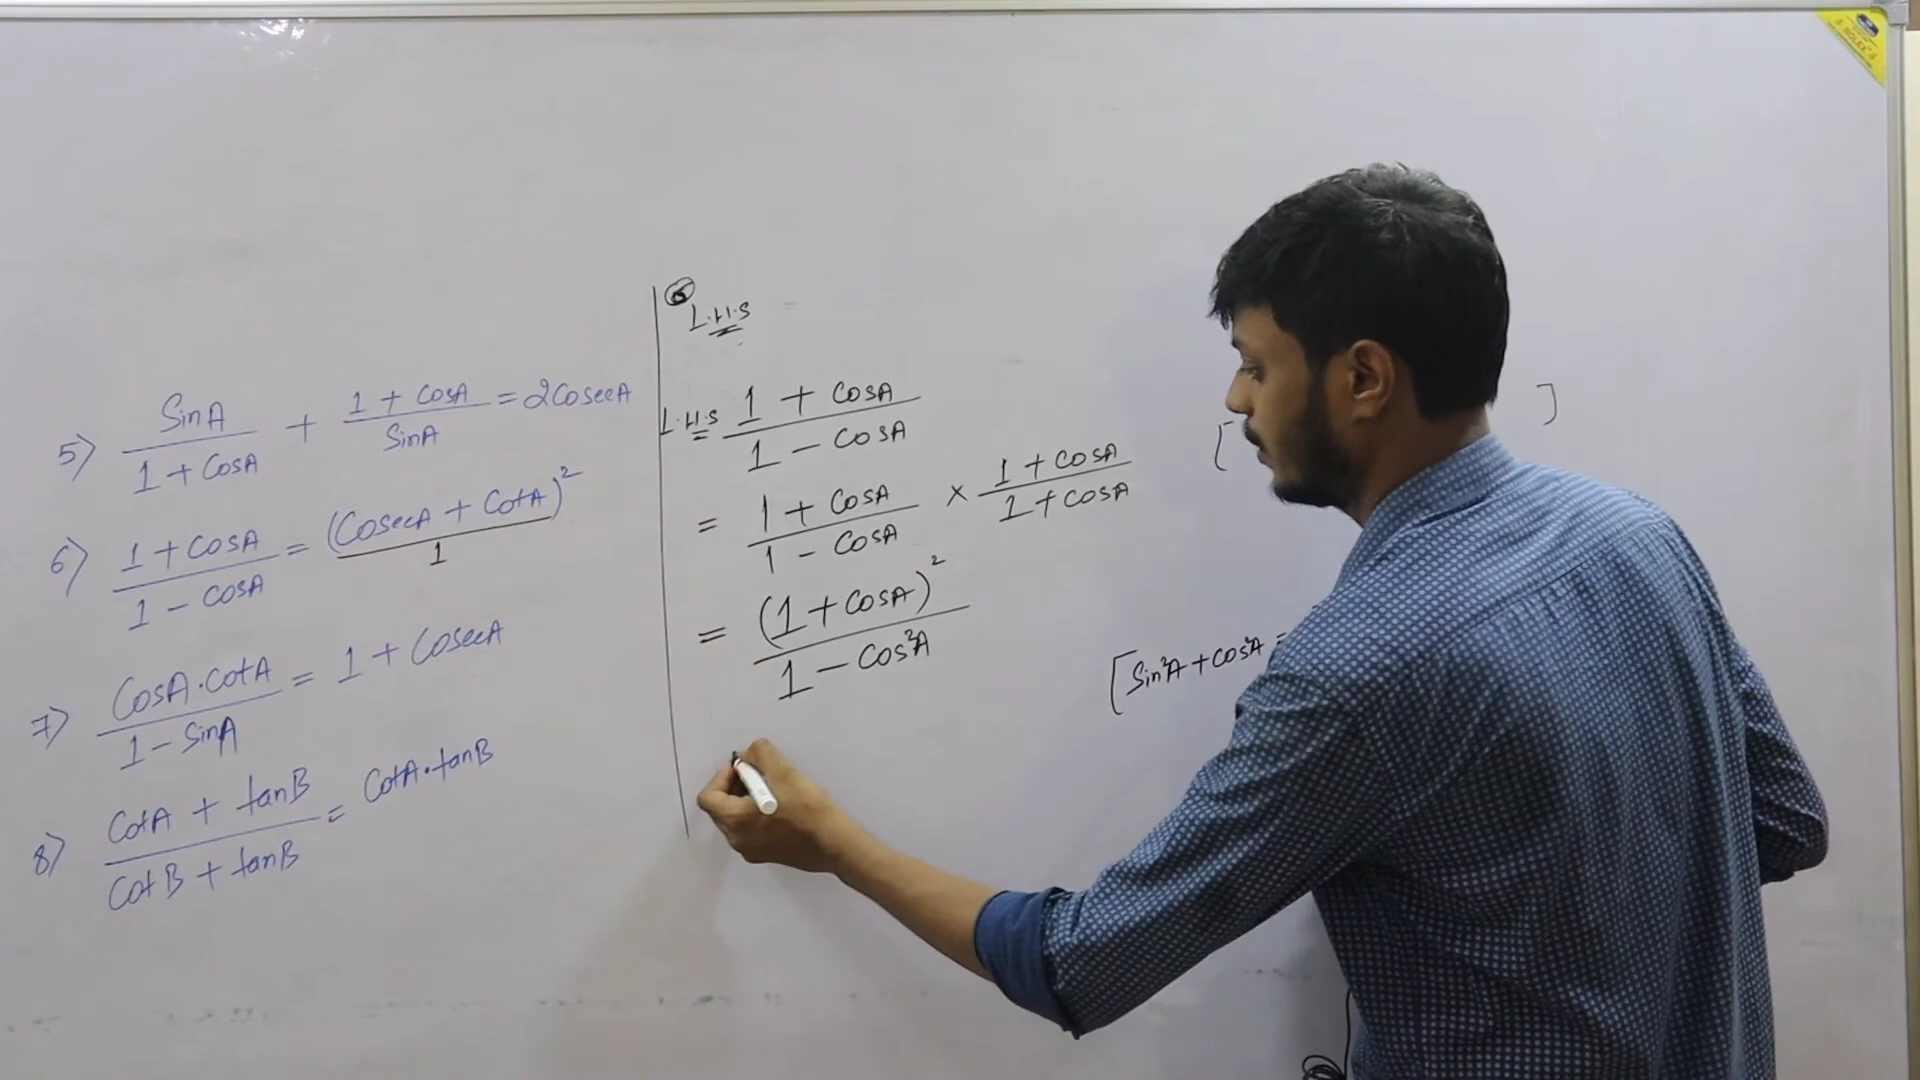 5) SinA / 1 + CosA + 1 + CosA / SinA = 2CosecA
6) 1 + CosA / 1 - CosA = (CosecA + CotA)² / 1
7) CosA·CotA / 1 - SinA = 1 + CosecA
8) CotA + tanB / CotB + tanB = CotA·tanB
6
L.H.S
L.H.S 1 + CosA / 1 - CosA
= 1 + CosA / 1 - CosA × 1 + CosA / 1 + CosA
[ ]
= (1 + CosA)² / 1 - Cos²A
[Sin²A + Cos²A =